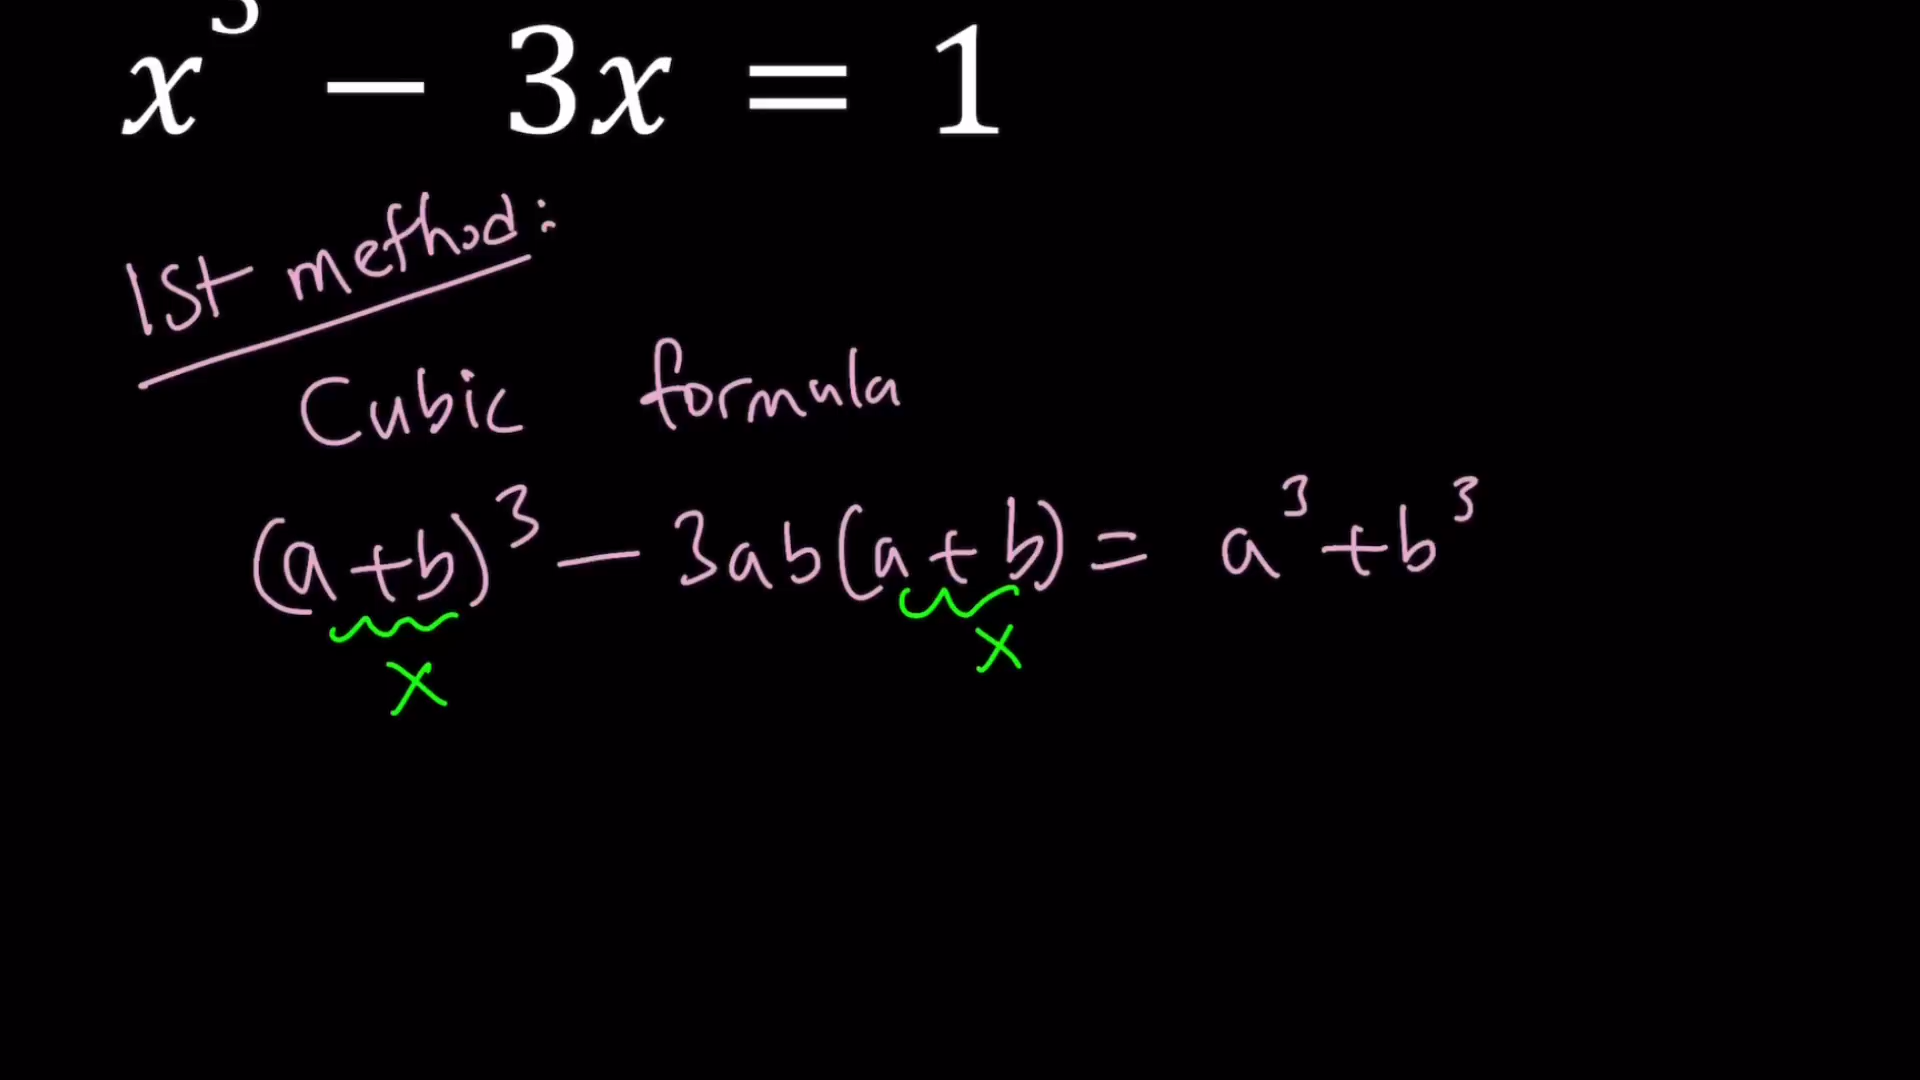 x³ − 3x = 1
1st method:
Cubic formula
(a+b)³ − 3ab(a+b) = a³+b³
x x